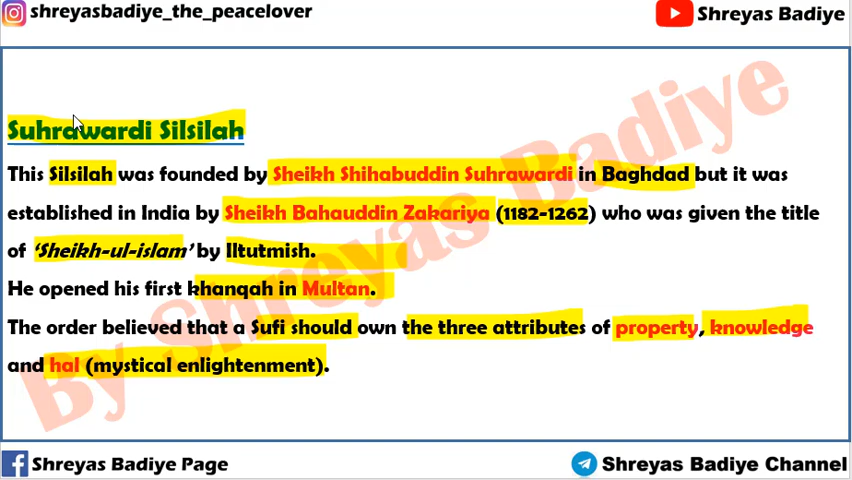 shreyasbadiye_the_peacelover
Shreyas Badiye
Suhrawardi Silsilah
This Silsilah was founded by Sheikh Shihabuddin Suhrawardi in Baghdad but it was
established in India by Sheikh Bahauddin Zakariya (1182-1262) who was given the title
of ‘Sheikh-ul-islam’ by Iltutmish.
He opened his first khanqah in Multan.
The order believed that a Sufi should own the three attributes of property, knowledge
and hal (mystical enlightenment).
By Shreyas Badiye
Shreyas Badiye Page
Shreyas Badiye Channel